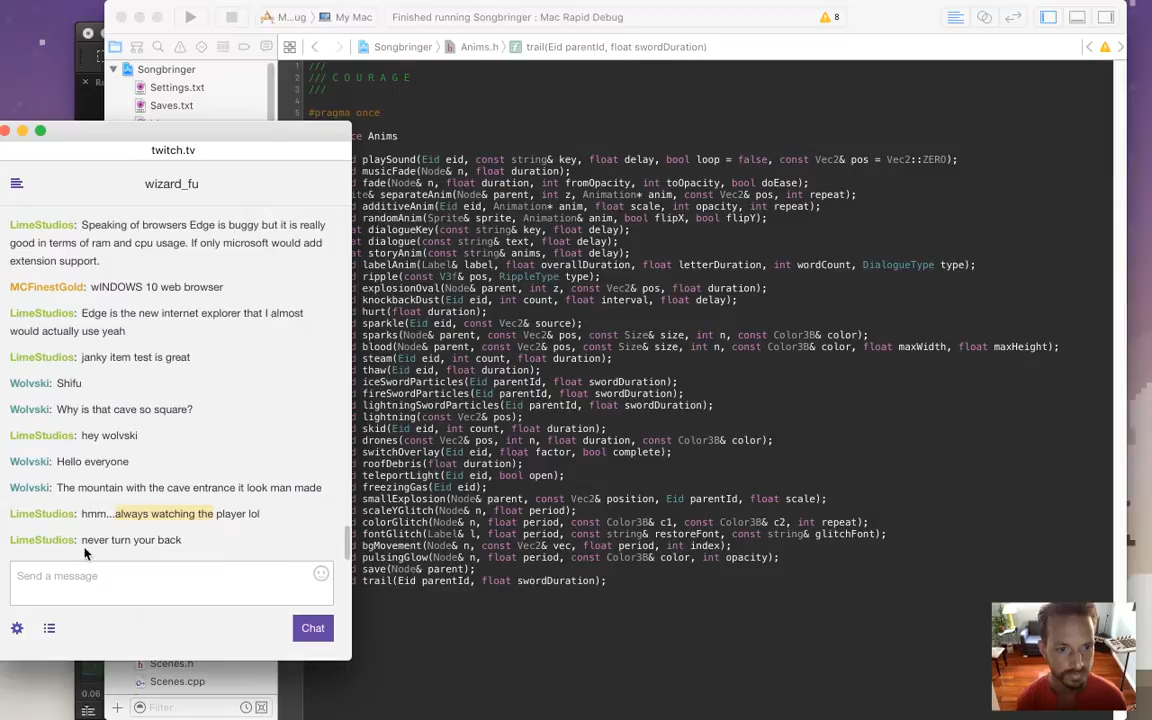 M...ug
My Mac
Finished running Songbringer : Mac Rapid Debug
8
Songbringer
Anims.h
trail(Eid parentId, float swordDuration)
Songbringer
Settings.txt
Saves.txt
1 ///
2 /// C O U R A G E
3 ///
4
5 #pragma once
Anims
playSound(Eid eid, const string& key, float delay, bool loop = false, const Vec2& pos = Vec2::ZERO);
musicFade(Node& n, float duration);
fade(Node& n, float duration, int fromOpacity, int toOpacity, bool doEase);
separateAnim(Node& parent, int z, Animation* anim, const Vec2& pos, int repeat);
additiveAnim(Eid eid, Animation* anim, float scale, int opacity, int repeat);
randomAnim(Sprite& sprite, Animation& anim, bool flipX, bool flipY);
dialogueKey(const string& key, float delay);
dialogue(const string& text, float delay);
storyAnim(const string& anims, float delay);
labelAnim(Label& label, float overallDuration, float letterDuration, int wordCount, DialogueType type);
ripple(const V3f& pos, RippleType type);
explosionOval(Node& parent, int z, const Vec2& pos, float duration);
knockbackDust(Eid eid, int count, float interval, float delay);
hurt(float duration);
sparkle(Eid eid, const Vec2& source);
sparks(Node& parent, const Vec2& pos, const Size& size, int n, const Color3B& color);
blood(Node& parent, const Vec2& pos, const Size& size, int n, const Color3B& color, float maxWidth, float maxHeight);
steam(Eid eid, int count, float duration);
thaw(Eid eid, float duration);
iceSwordParticles(Eid parentId, float swordDuration);
fireSwordParticles(Eid parentId, float swordDuration);
lightningSwordParticles(Eid parentId, float swordDuration);
lightning(const Vec2& pos);
skid(Eid eid, int count, float duration);
drones(const Vec2& pos, int n, float duration, const Color3B& color);
switchOverlay(Eid eid, float factor, bool complete);
roofDebris(float duration);
teleportLight(Eid eid, bool open);
freezingGas(Eid eid);
smallExplosion(Node& parent, const Vec2& position, Eid parentId, float scale);
scaleYGlitch(Node& n, float period);
colorGlitch(Node& n, float period, const Color3B& c1, const Color3B& c2, int repeat);
fontGlitch(Label& l, float period, const string& restoreFont, const string& glitchFont);
bgMovement(Node& n, const Vec2& vec, float period, int index);
pulsingGlow(Node& n, float period, const Color3B& color, int opacity);
save(Node& parent);
trail(Eid parentId, float swordDuration);
twitch.tv
wizard_fu
LimeStudios: Speaking of browsers Edge is buggy but it is really
good in terms of ram and cpu usage. If only microsoft would add
extension support.
MCFinestGold: wINDOWS 10 web browser
LimeStudios: Edge is the new internet explorer that I almost
would actually use yeah
LimeStudios: janky item test is great
Wolvski: Shifu
Wolvski: Why is that cave so square?
LimeStudios: hey wolvski
Wolvski: Hello everyone
Wolvski: The mountain with the cave entrance it look man made
LimeStudios: hmm...always watching the player lol
LimeStudios: never turn your back
Send a message
Chat
Scenes.h
Scenes.cpp
0.06
Filter